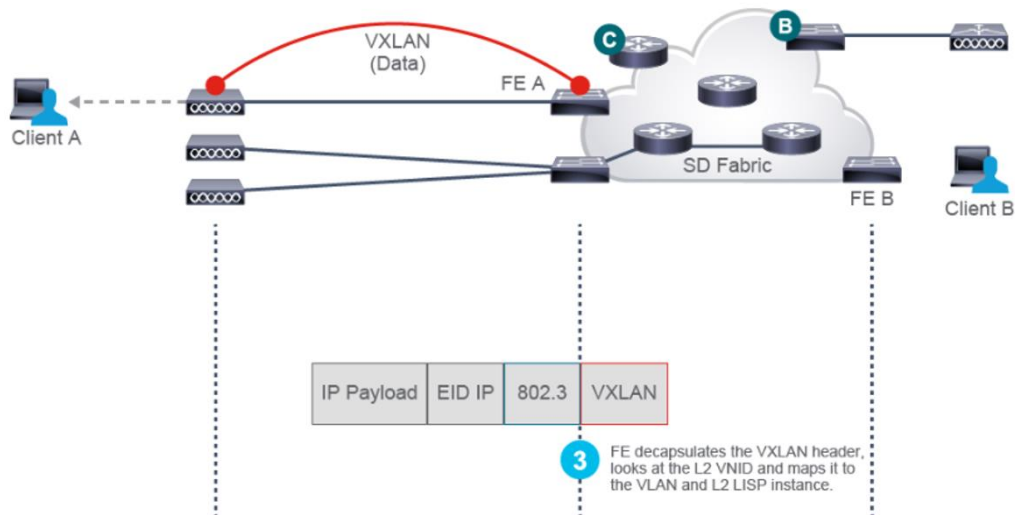 VXLAN
(Data)
C
B
FE A
Client A
SD Fabric
FE B
Client B
IP Payload
EID IP
802.3
VXLAN
3
FE decapsulates the VXLAN header,
looks at the L2 VNID and maps it to
the VLAN and L2 LISP instance.